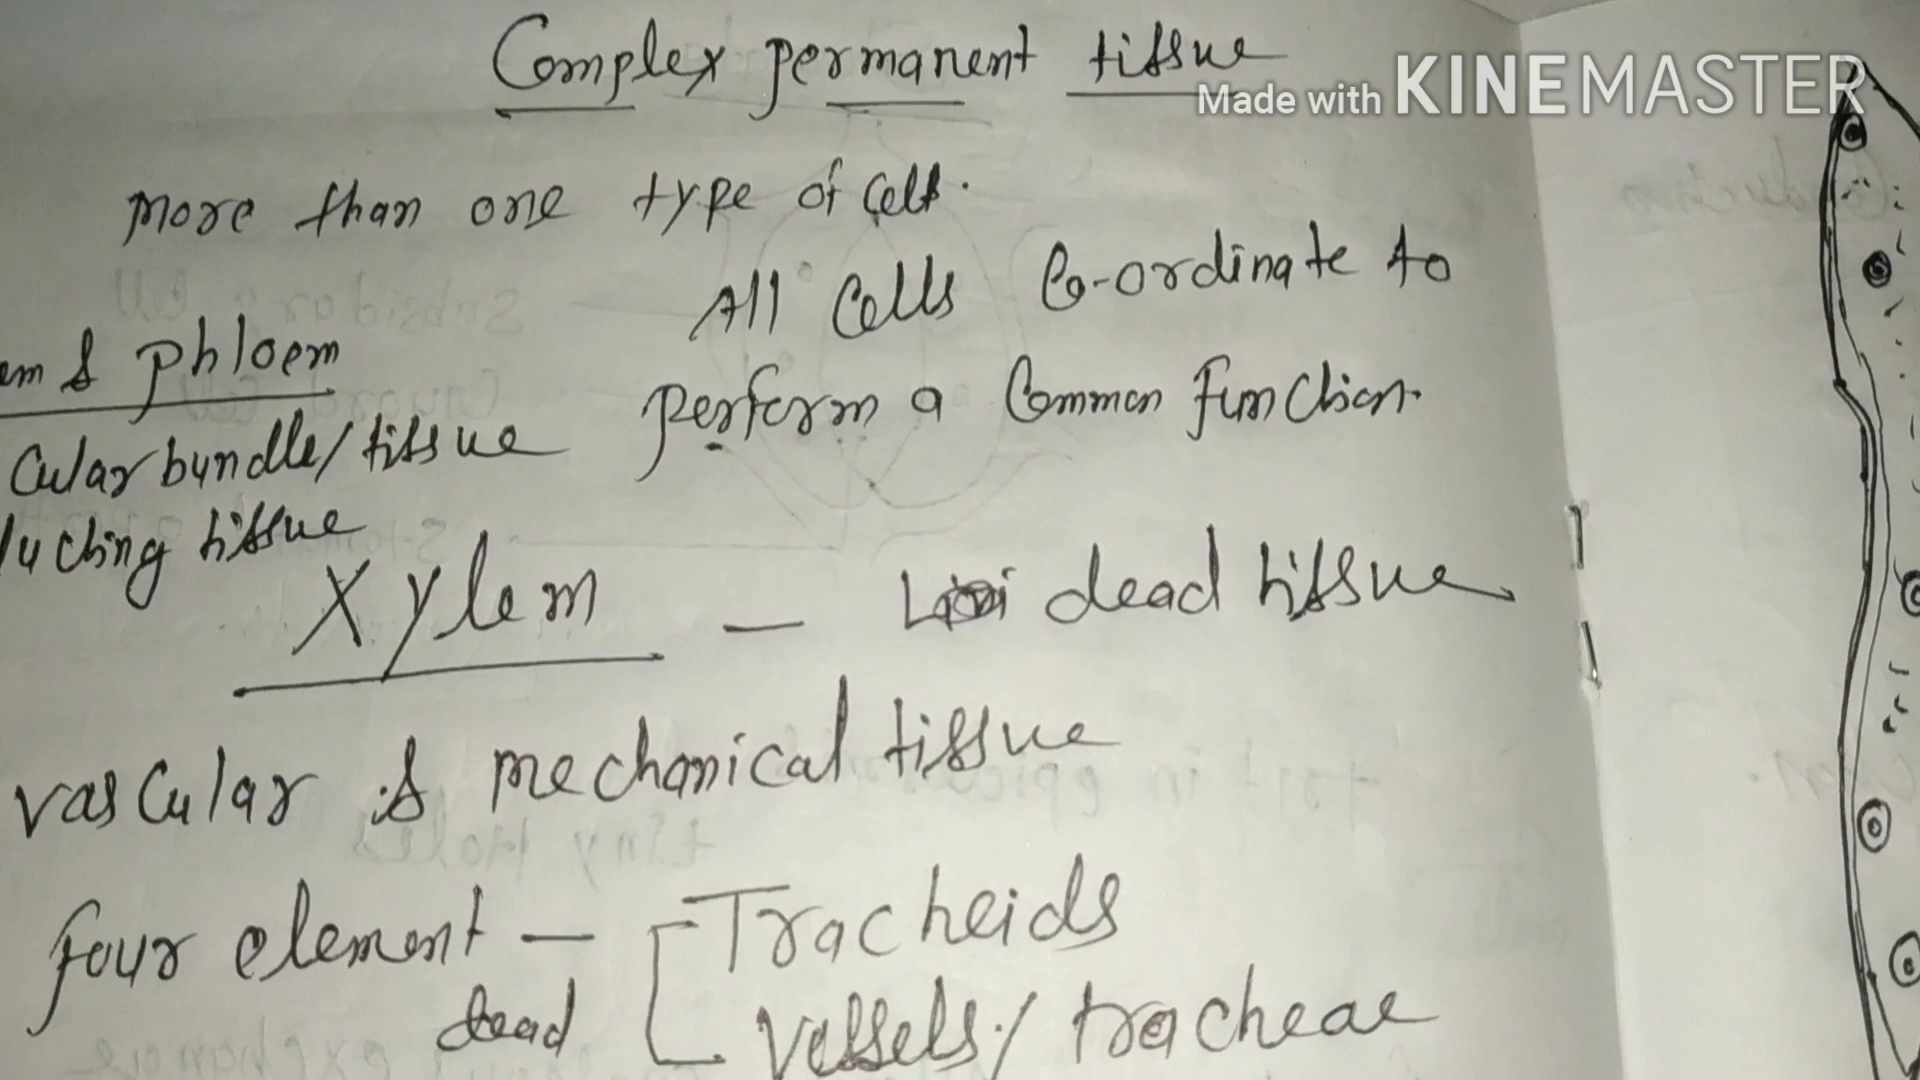 Complex permanent tissue
Made with KINEMASTER
more than one type of cell.
All cells Co-ordinate to
perform a Common function.
em & phloem
cular bundle/tissue
ucting tissue
Xylem — dead tissue
vascular & mechanical tissue
four element — Tracheids
dead Vessels / tracheae